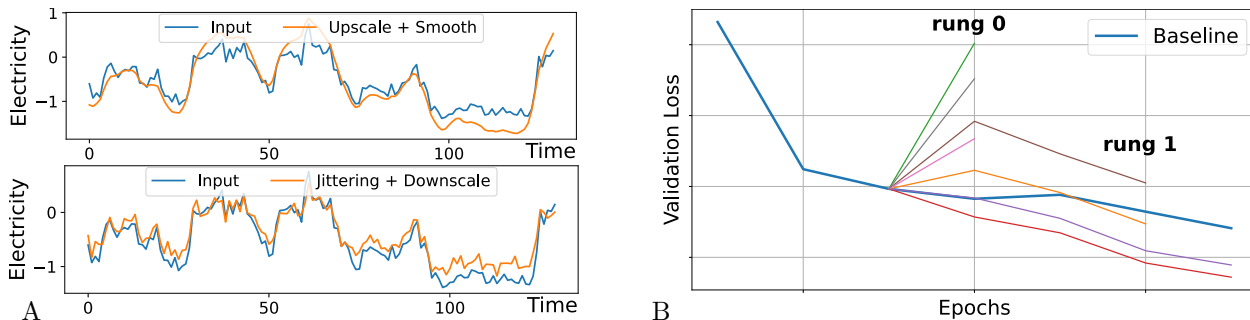 Electricity
1
0
−1
Input
Upscale + Smooth
0
50
100
Time
Electricity
0
−1
Input
Jittering + Downscale
0
50
100
Time
A
Validation Loss
rung 0
rung 1
Baseline
Epochs
B